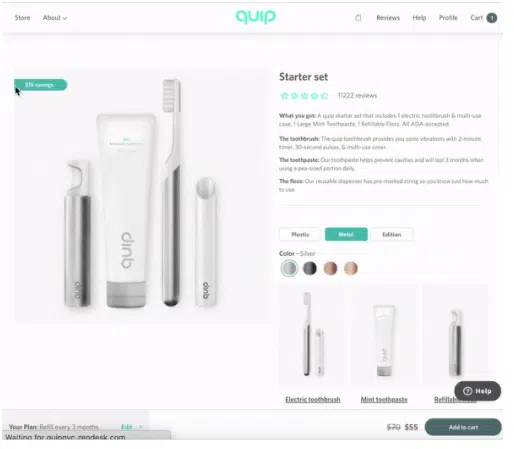 Store About
quip
Reviews Help Profile Cart 1
$15 savings
Starter set
11222 reviews
What you get: A quip starter set that includes 1 electric toothbrush & multi-use
case, 1 Large Mint Toothpaste, 1 Refillable Floss. All ADA-accepted.
The toothbrush: The quip toothbrush provides you sonic vibrations with 2-minute
timer, 30-second pulses, & multi-use cover.
The toothpaste: Our toothpaste helps prevent cavities and will last 3 months when
using a pea-sized portion daily.
The floss: Our reusable dispenser has pre-marked string so you know just how much
to use.
Plastic Metal Edition
Color - Silver
quip
quip
quip
Electric toothbrush Mint toothpaste
Help
Your Plan: Refill every 3 months. Edit
$70 $55 Add to cart
Waiting for quipnyc.zendesk.com